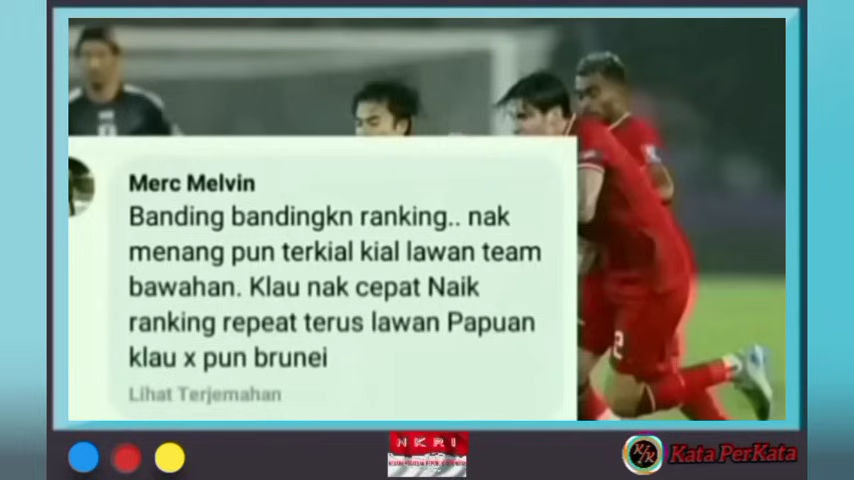 Merc Melvin
Banding bandingkn ranking.. nak
menang pun terkial kial lawan team
bawahan. Klau nak cepat Naik
ranking repeat terus lawan Papuan
klau x pun brunei
Lihat Terjemahan
2
NKRI
Kata PerKata